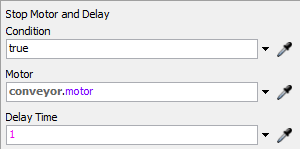 Stop Motor and Delay
Condition
true
Motor
conveyor.motor
Delay Time
1